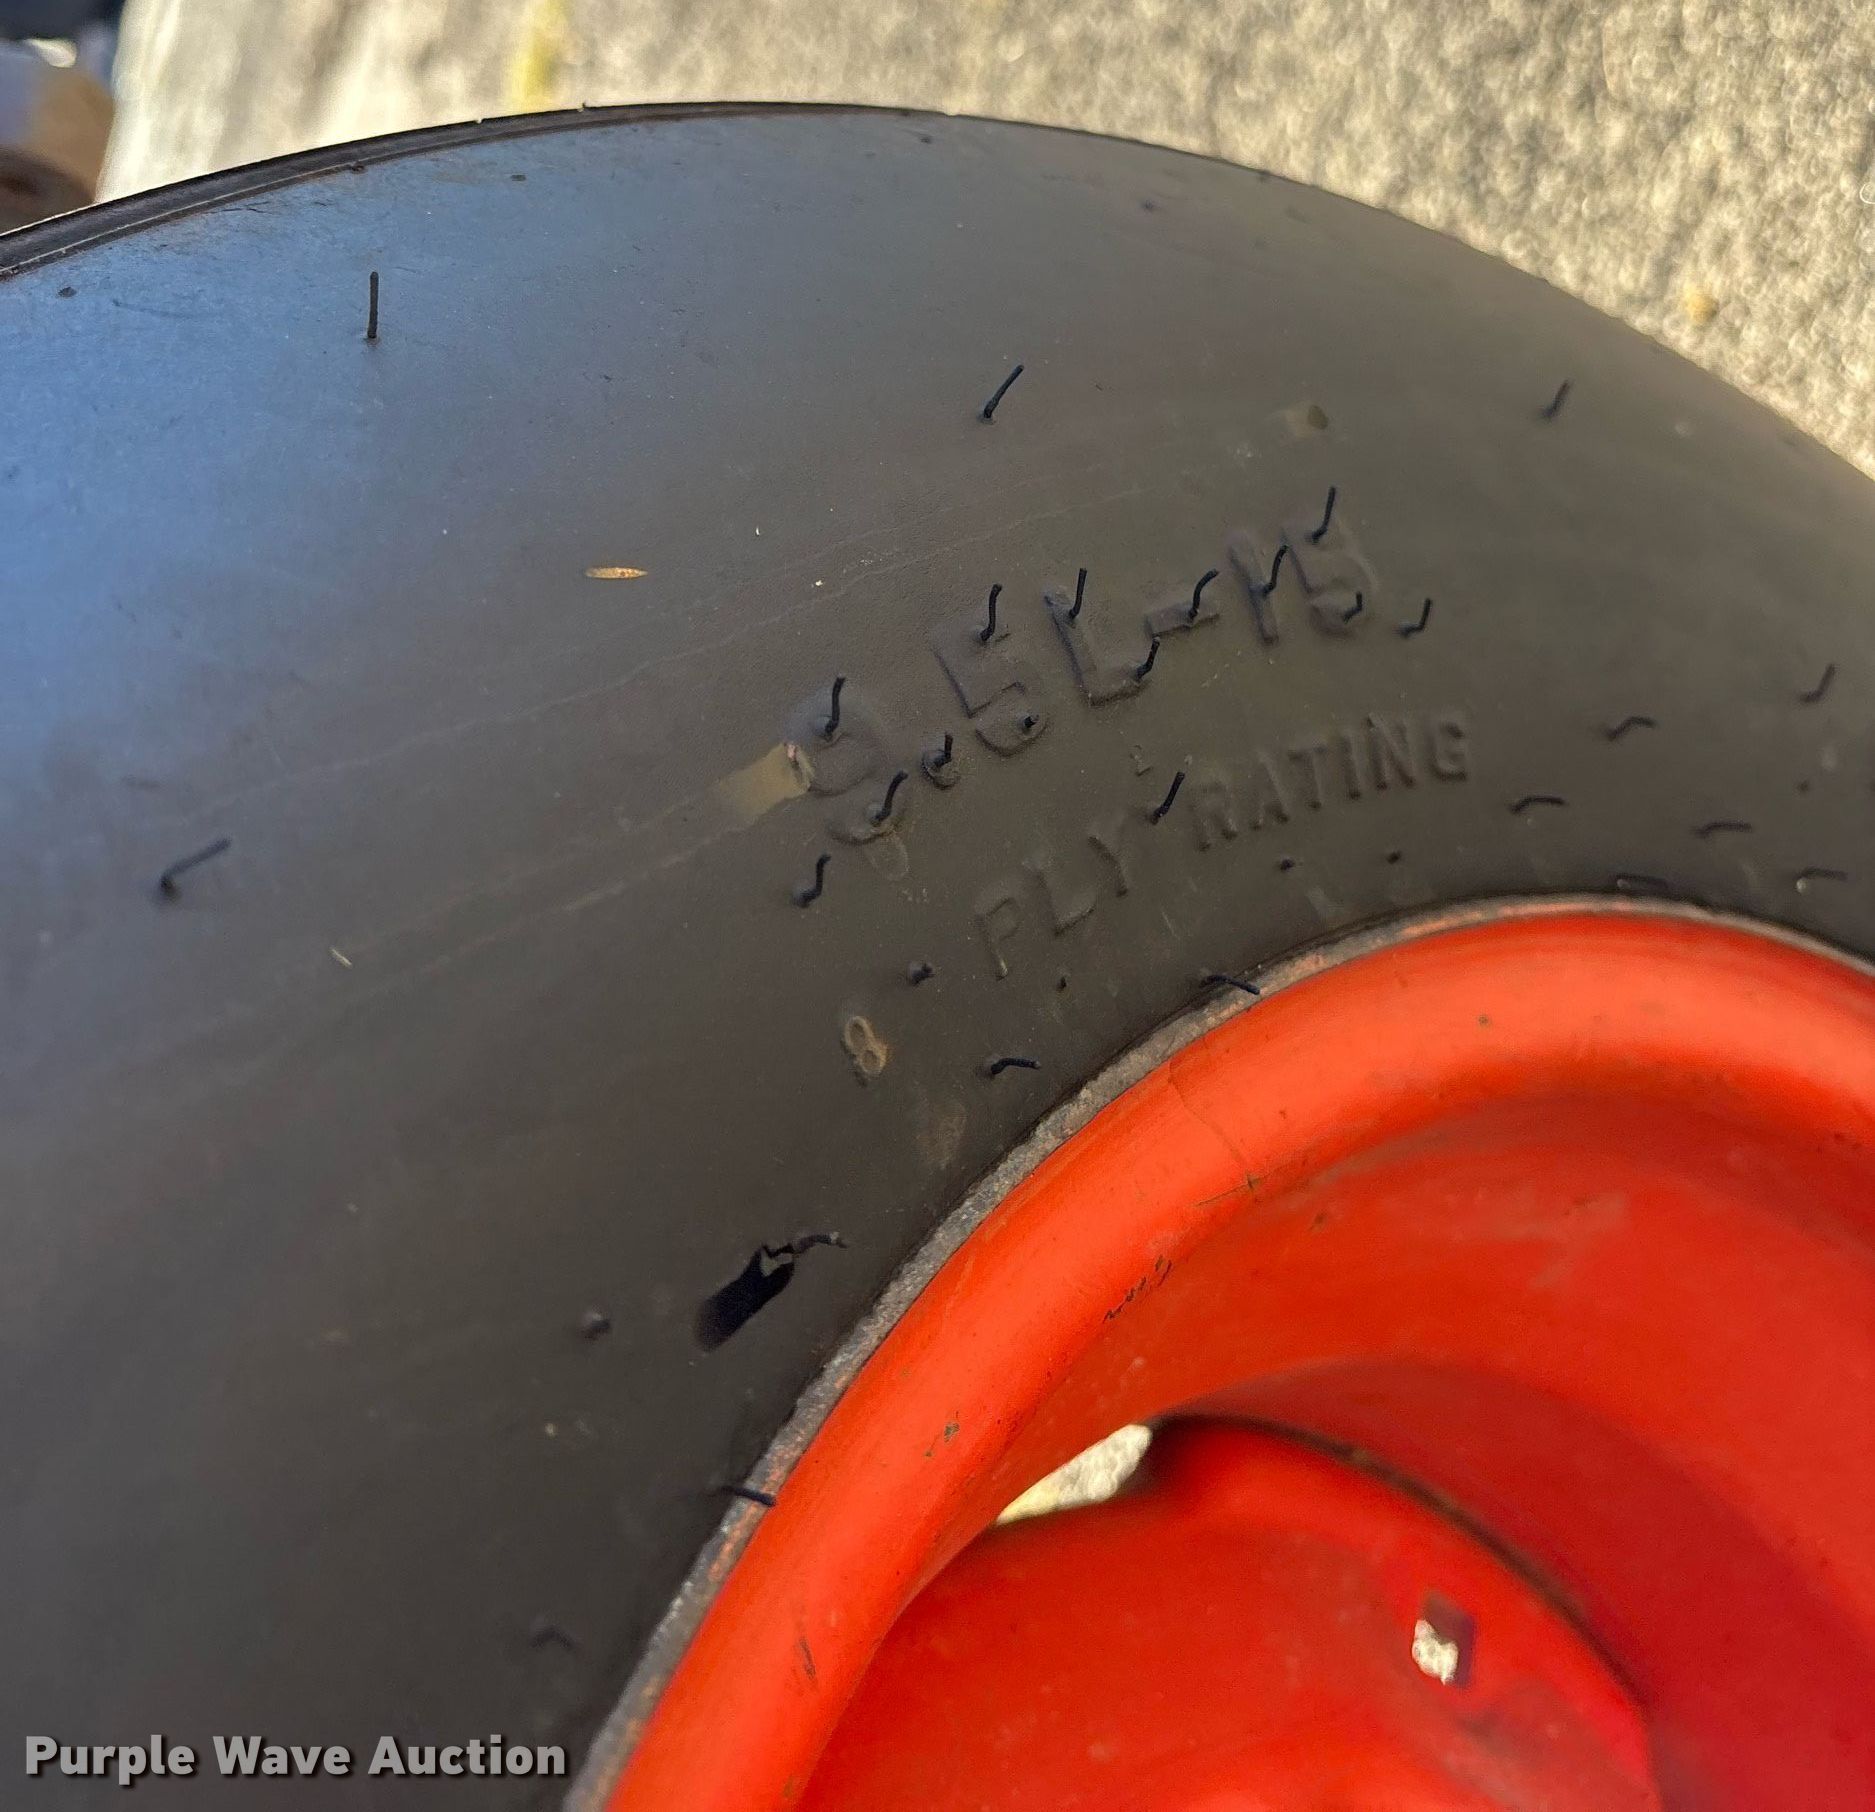 9.5L-15
8 PLY RATING
Purple Wave Auction